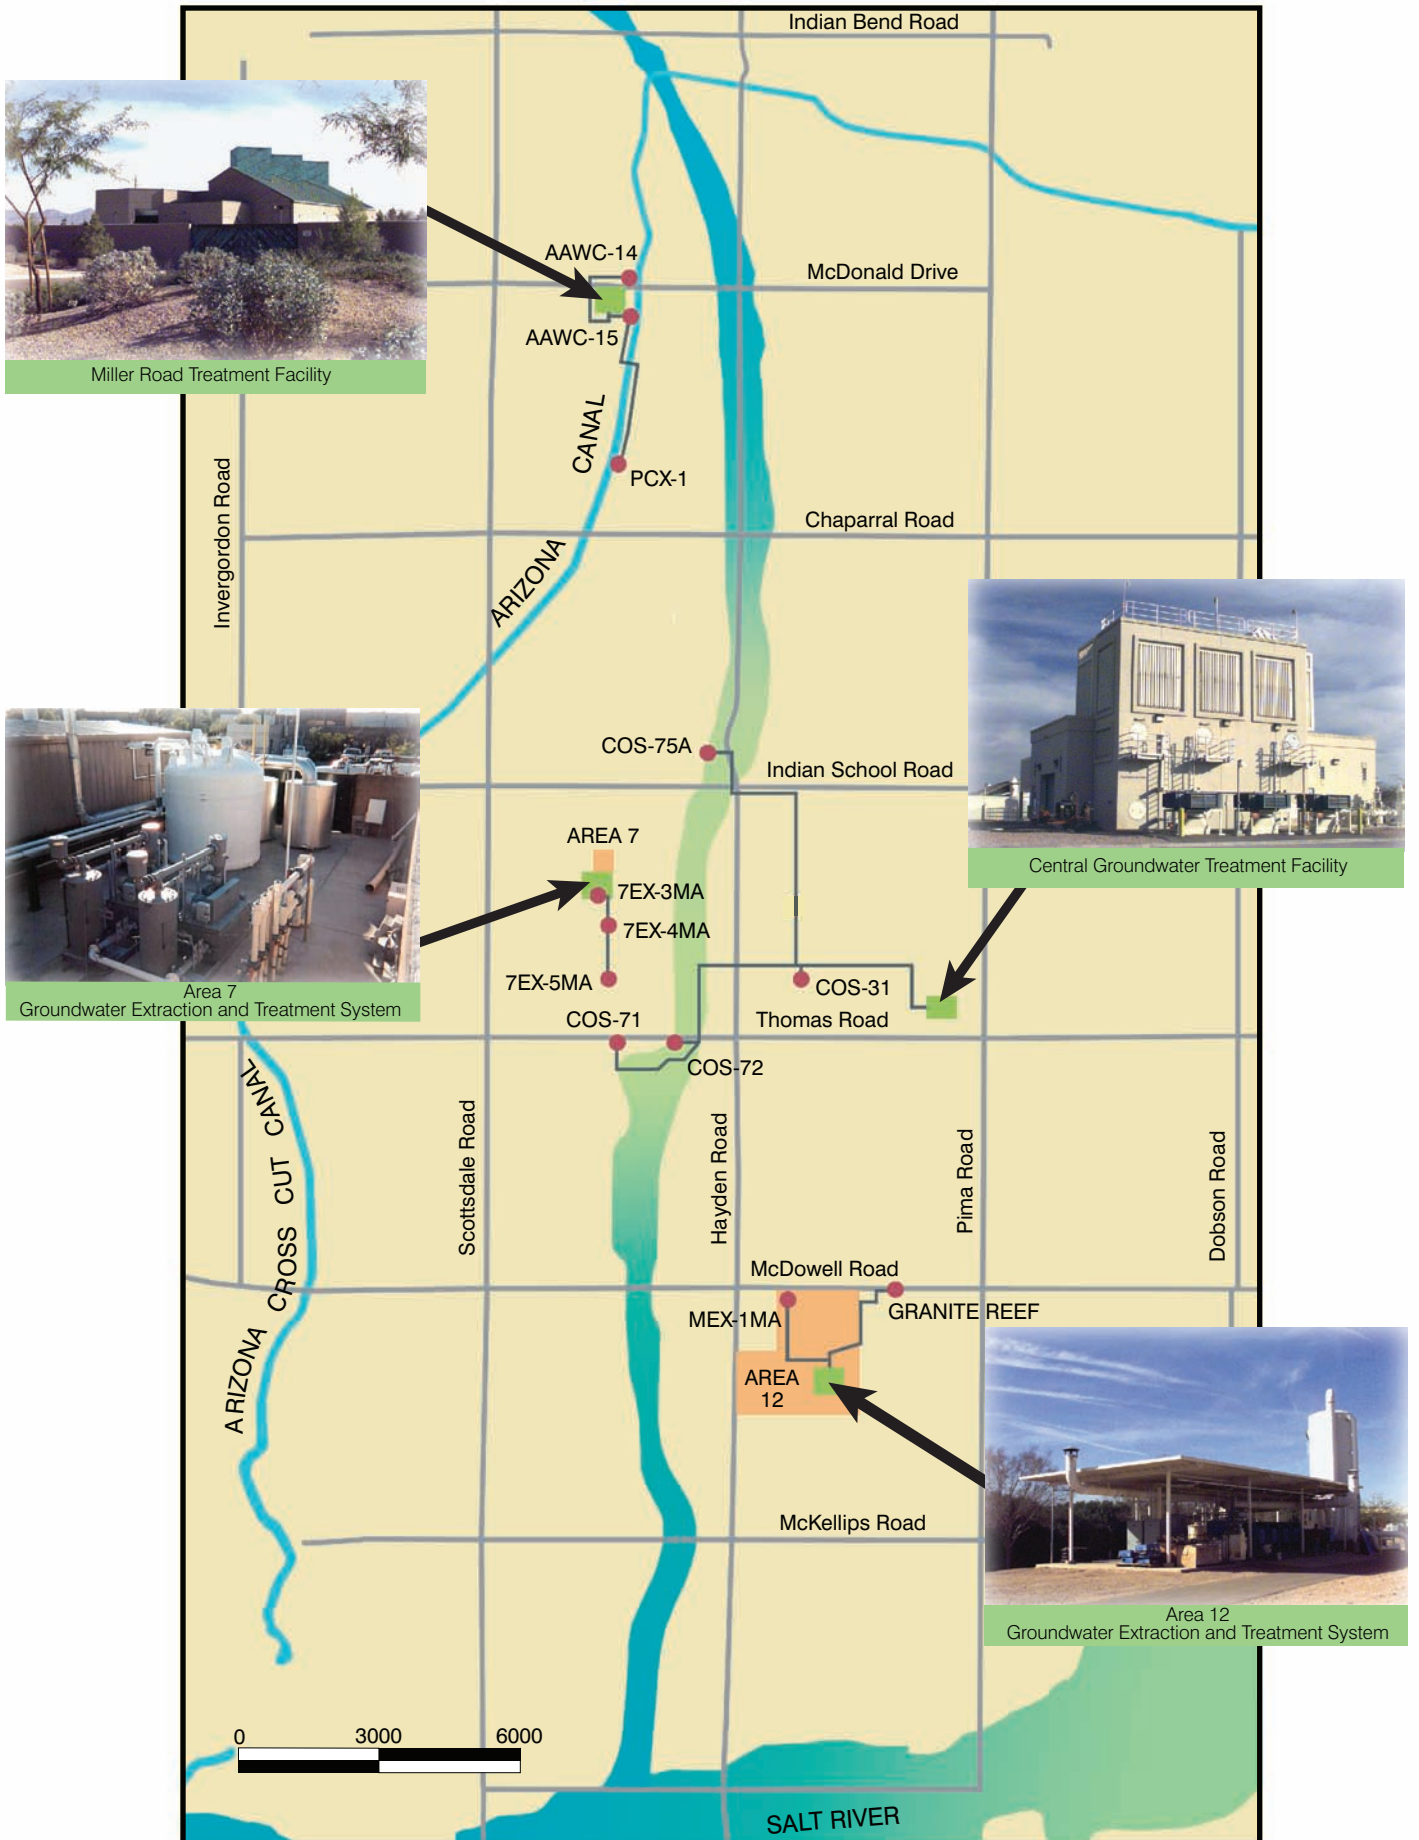 Indian Bend Road
AAWC-14
McDonald Drive
AAWC-15
Miller Road Treatment Facility
CANAL
PCX-1
Invergordon Road
Chaparral Road
ARIZONA
COS-75A
Indian School Road
AREA 7
Central Groundwater Treatment Facility
7EX-3MA
7EX-4MA
7EX-5MA
COS-31
Area 7
Groundwater Extraction and Treatment System
COS-71
Thomas Road
COS-72
ARIZONA CROSS CUT CANAL
Scottsdale Road
Hayden Road
Pima Road
Dobson Road
McDowell Road
MEX-1MA
GRANITE REEF
AREA
12
McKellips Road
Area 12
Groundwater Extraction and Treatment System
0 3000 6000
SALT RIVER